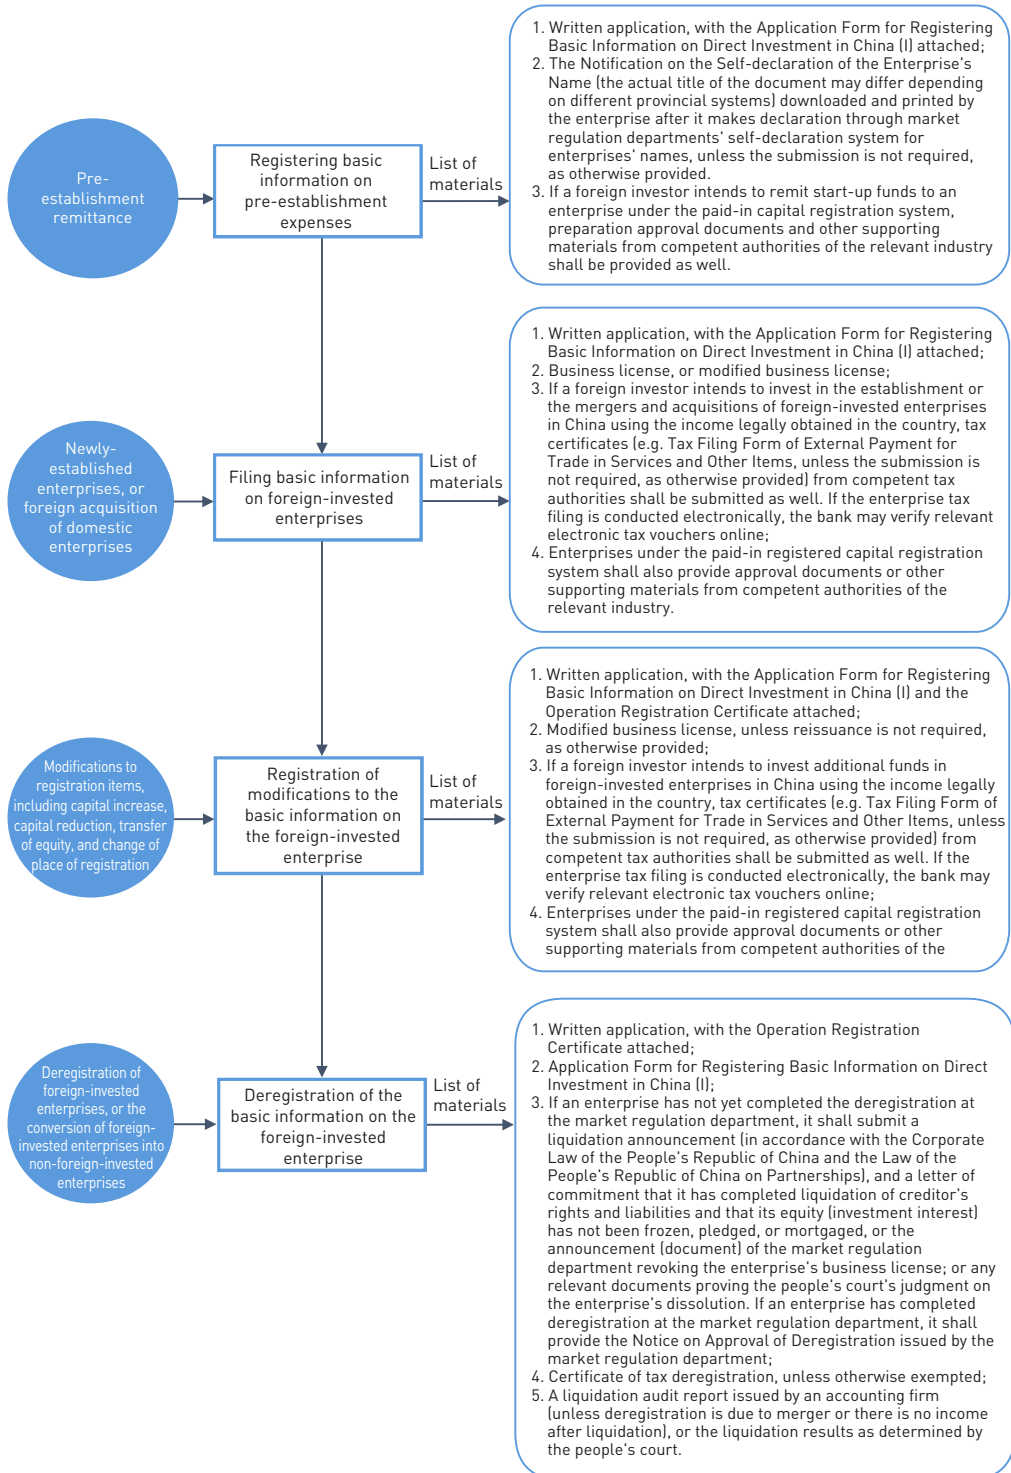 Pre-
establishment
remittance
Registering basic
information on
pre-establishment
expenses
List of
materials
1. Written application, with the Application Form for Registering
Basic Information on Direct Investment in China (I) attached;
2. The Notification on the Self-declaration of the Enterprise's
Name (the actual title of the document may differ depending
on different provincial systems) downloaded and printed by
the enterprise after it makes declaration through market
regulation departments' self-declaration system for
enterprises' names, unless the submission is not required,
as otherwise provided.
3. If a foreign investor intends to remit start-up funds to an
enterprise under the paid-in capital registration system,
preparation approval documents and other supporting
materials from competent authorities of the relevant industry
shall be provided as well.
Newly-
established
enterprises, or
foreign acquisition
of domestic
enterprises
Filing basic information
on foreign-invested
enterprises
List of
materials
1. Written application, with the Application Form for Registering
Basic Information on Direct Investment in China (I) attached;
2. Business license, or modified business license;
3. If a foreign investor intends to invest in the establishment or
the mergers and acquisitions of foreign-invested enterprises
in China using the income legally obtained in the country, tax
certificates (e.g. Tax Filing Form of External Payment for
Trade in Services and Other Items, unless the submission is
not required, as otherwise provided) from competent tax
authorities shall be submitted as well. If the enterprise tax
filing is conducted electronically, the bank may verify relevant
electronic tax vouchers online;
4. Enterprises under the paid-in registered capital registration
system shall also provide approval documents or other
supporting materials from competent authorities of the
relevant industry.
Modifications to
registration items,
including capital increase,
capital reduction, transfer
of equity, and change of
place of registration
Registration of
modifications to the
basic information on
the foreign-invested
enterprise
List of
materials
1. Written application, with the Application Form for Registering
Basic Information on Direct Investment in China (I) and the
Operation Registration Certificate attached;
2. Modified business license, unless reissuance is not required,
as otherwise provided;
3. If a foreign investor intends to invest additional funds in
foreign-invested enterprises in China using the income legally
obtained in the country, tax certificates (e.g. Tax Filing Form of
External Payment for Trade in Services and Other Items, unless
the submission is not required, as otherwise provided) from
competent tax authorities shall be submitted as well. If the
enterprise tax filing is conducted electronically, the bank may
verify relevant electronic tax vouchers online;
4. Enterprises under the paid-in registered capital registration
system shall also provide approval documents or other
supporting materials from competent authorities of the
Deregistration of
foreign-invested
enterprises, or the
conversion of foreign-
invested enterprises into
non-foreign-invested
enterprises
Deregistration of the
basic information on the
foreign-invested
enterprise
List of
materials
1. Written application, with the Operation Registration
Certificate attached;
2. Application Form for Registering Basic Information on Direct
Investment in China (I);
3. If an enterprise has not yet completed the deregistration at
the market regulation department, it shall submit a
liquidation announcement (in accordance with the Corporate
Law of the People's Republic of China and the Law of the
People's Republic of China on Partnerships), and a letter of
commitment that it has completed liquidation of creditor's
rights and liabilities and that its equity (investment interest)
has not been frozen, pledged, or mortgaged, or the
announcement (document) of the market regulation
department revoking the enterprise's business license; or any
relevant documents proving the people's court's judgment on
the enterprise's dissolution. If an enterprise has completed
deregistration at the market regulation department, it shall
provide the Notice on Approval of Deregistration issued by the
market regulation department;
4. Certificate of tax deregistration, unless otherwise exempted;
5. A liquidation audit report issued by an accounting firm
(unless deregistration is due to merger or there is no income
after liquidation), or the liquidation results as determined by
the people's court.